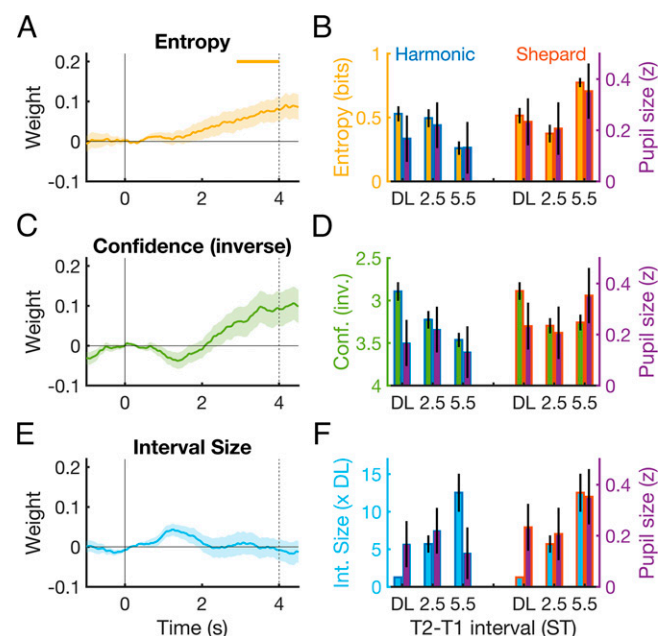 A
Entropy
0.2
0.1
0
-0.1
Weight
0 2 4
B
Harmonic Shepard
Entropy (bits)
1
0.5
0
0.4
0.2
0
Pupil size (z)
DL 2.5 5.5 DL 2.5 5.5
C
Confidence (inverse)
0.2
0.1
0
-0.1
Weight
0 2 4
D
Conf. (inv.)
2.5
3
3.5
4
0.4
0.2
0
Pupil size (z)
DL 2.5 5.5 DL 2.5 5.5
E
Interval Size
0.2
0.1
0
-0.1
Weight
0 2 4
Time (s)
F
Int. Size (x DL)
15
10
5
0
0.4
0.2
0
Pupil size (z)
DL 2.5 5.5 DL 2.5 5.5
T2-T1 interval (ST)